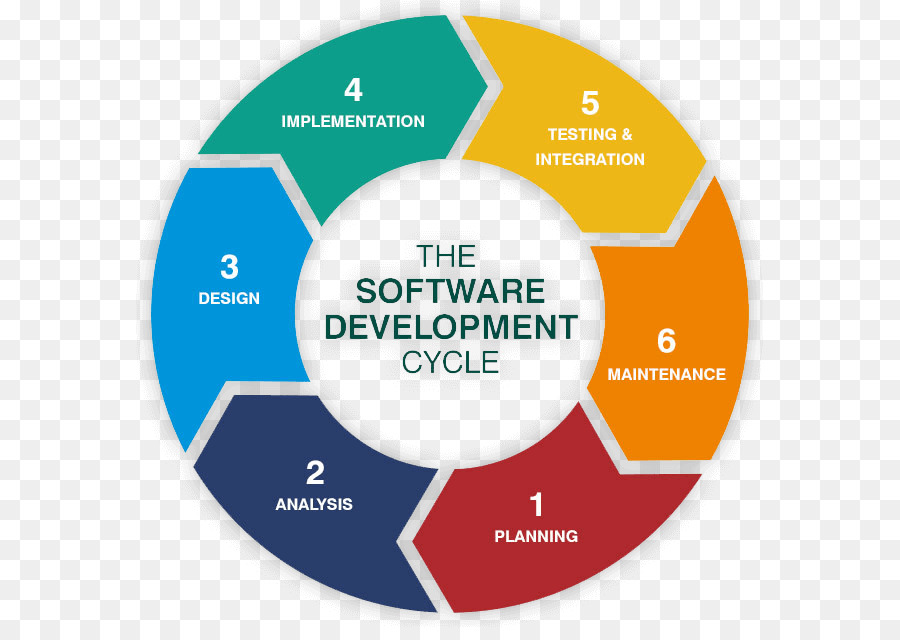 THE
SOFTWARE
DEVELOPMENT
CYCLE
1
PLANNING
2
ANALYSIS
3
DESIGN
4
IMPLEMENTATION
5
TESTING &
INTEGRATION
6
MAINTENANCE